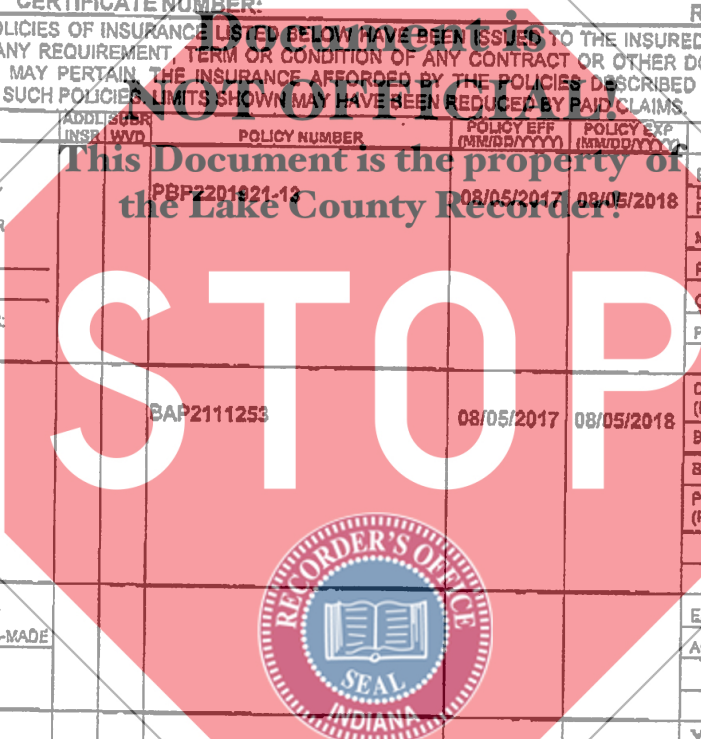 CERTIFICATE NUMBER:
OLICIES OF INSURANCE LISTED BELOW HAVE BEEN ISSUED TO THE INSURED
ANY REQUIREMENT, TERM OR CONDITION OF ANY CONTRACT OR OTHER DO
MAY PERTAIN, THE INSURANCE AFFORDED BY THE POLICIES DESCRIBED
SUCH POLICIES. LIMITS SHOWN MAY HAVE BEEN REDUCED BY PAID CLAIMS.
Document is
NOT OFFICIAL!
This Document is the property of
the Lake County Recorder!
ADDL SUBR
INSR WVD
POLICY NUMBER
POLICY EFF
(MM/DD/YYYY)
POLICY EXP
(MM/DD/YYYY)
PBP2201921-13 08/05/2017 08/05/2018
STOP
BAP2111253 08/05/2017 08/05/2018
RECORDER'S OFFICE
SEAL
INDIANA
-MADE